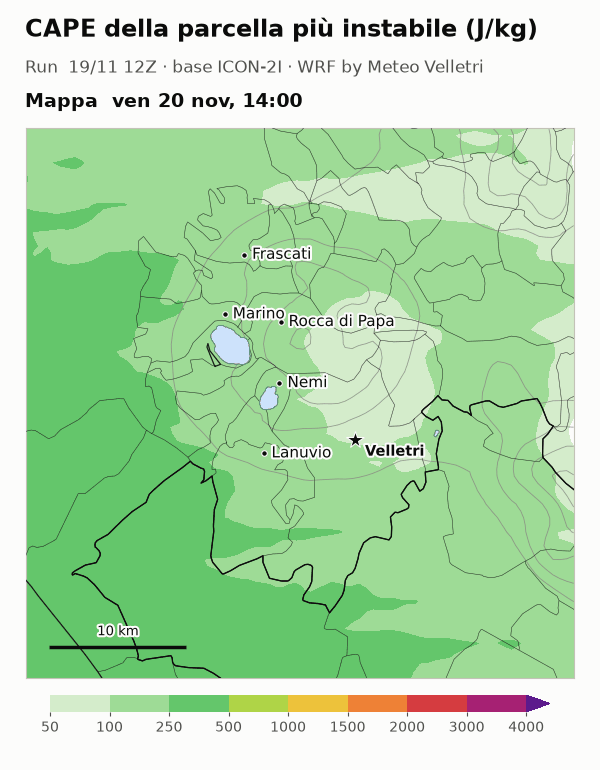 CAPE della parcella più instabile (J/kg)
Run  19/11 12Z · base ICON-2I · WRF by Meteo Velletri
Mappa  ven 20 nov, 14:00
Frascati
Marino
Rocca di Papa
Nemi
Velletri
Lanuvio
10 km
50 100 250 500 1000 1500 2000 3000 4000